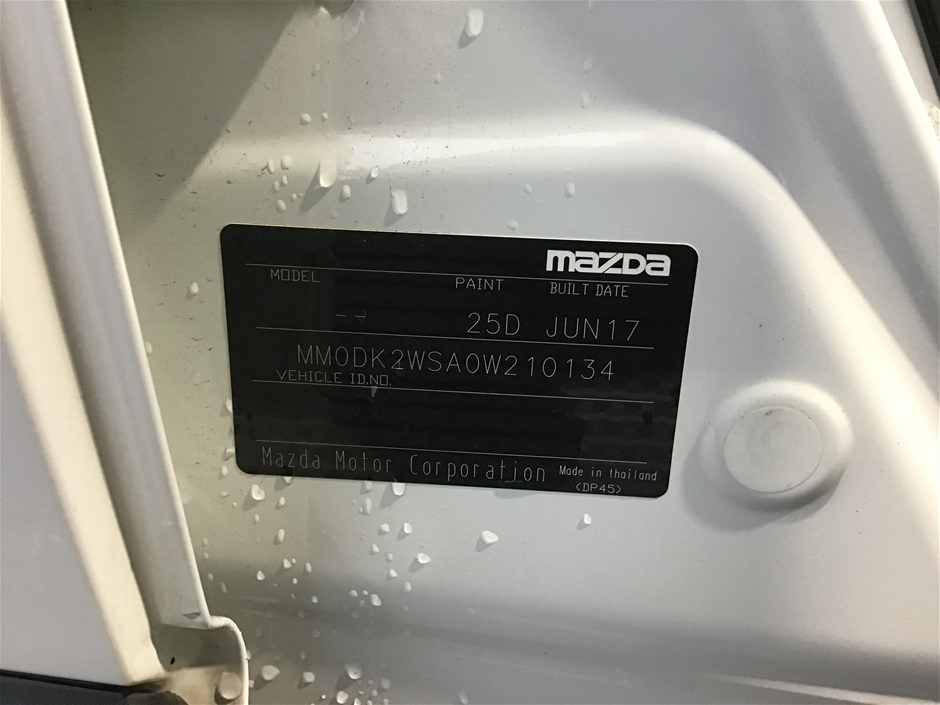 mazda
MODEL PAINT BUILT DATE
-- 25D JUN17
MM0DK2WSA0W210134
VEHICLE ID.NO.
Mazda Motor Corporation Made in thailand
(DP45)